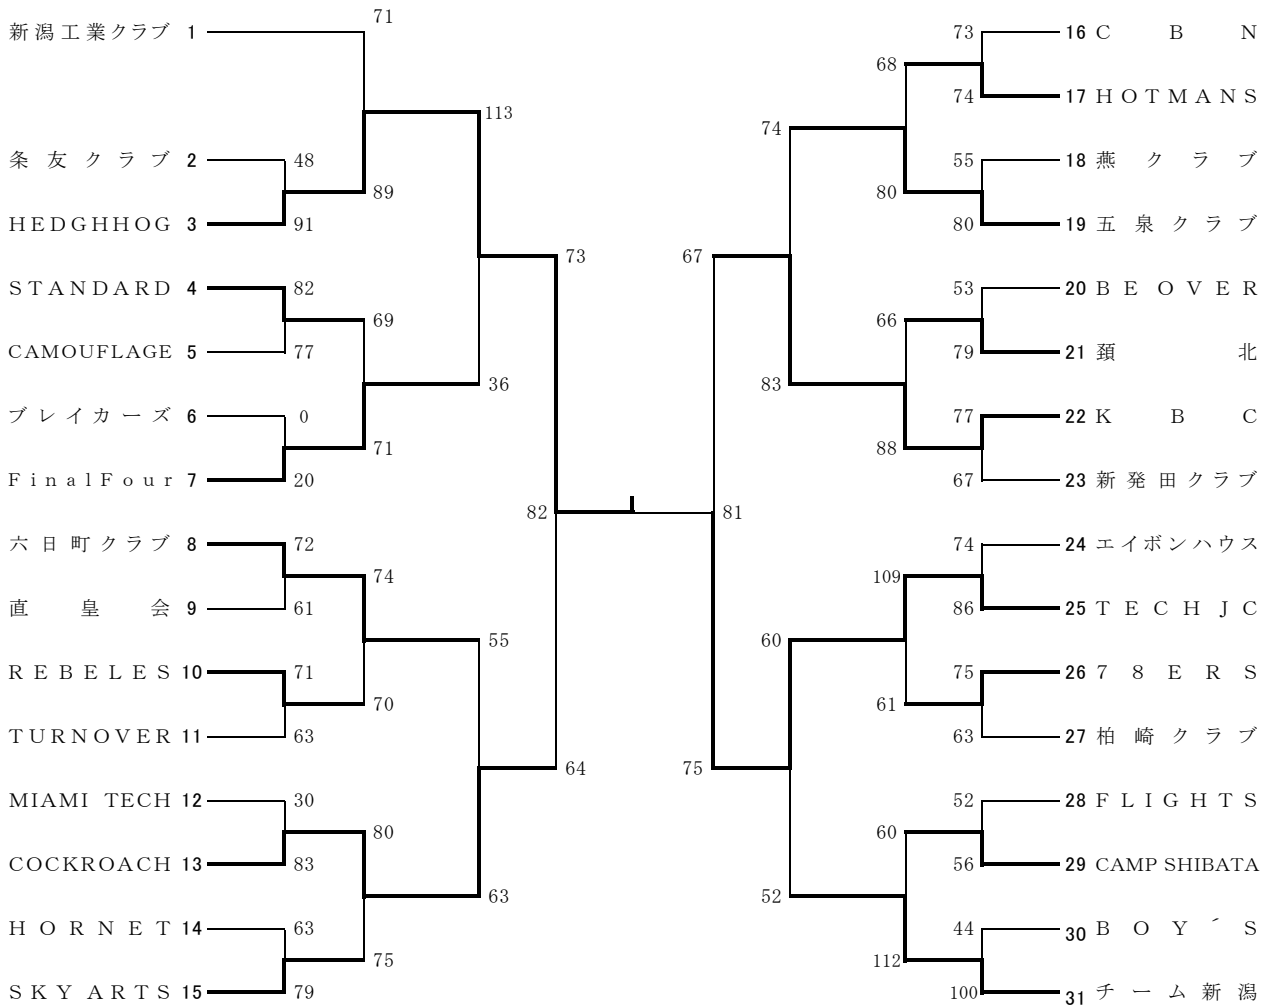 71
新潟工業クラブ 1
113
条友クラブ 2
48
89
HEDGHHOG 3
91
73
STANDARD 4
82
69
CAMOUFLAGE 5
77
36
ブレイカーズ 6
0
71
FinalFour 7
20
82
六日町クラブ 8
72
74
直皇会 9
61
55
REBELES 10
71
70
TURNOVER 11
63
64
MIAMI TECH 12
30
80
COCKROACH 13
83
63
HORNET 14
63
75
SKY ARTS 15
79
73
16 CBN
68
74
17 HOTMANS
74
55
18 燕クラブ
80
80
19 五泉クラブ
67
53
20 BEOVER
66
79
21 頚北
83
77
22 KBC
88
67
23 新発田クラブ
81
74
24 エイボンハウス
109
86
25 TECHJC
60
75
26 78ERS
61
63
27 柏崎クラブ
75
52
28 FLIGHTS
60
56
29 CAMP SHIBATA
52
44
30 BOY´S
112
100
31 チーム新潟